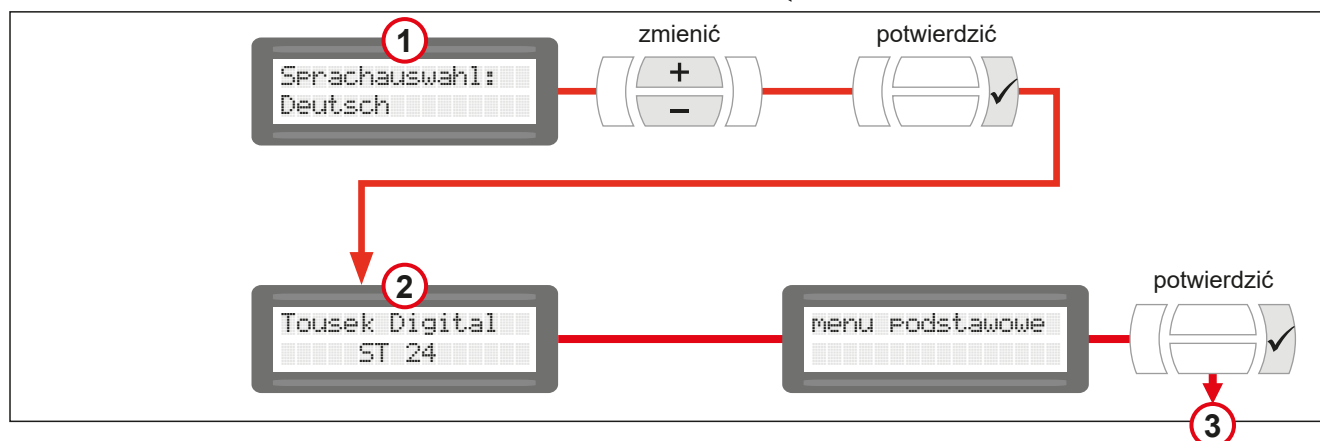 1
zmienić
potwierdzić
Sprachauswahl:
Deutsch
+
–
✓
2
potwierdzić
Tousek Digital
ST 24
menu podstawowe
✓
3